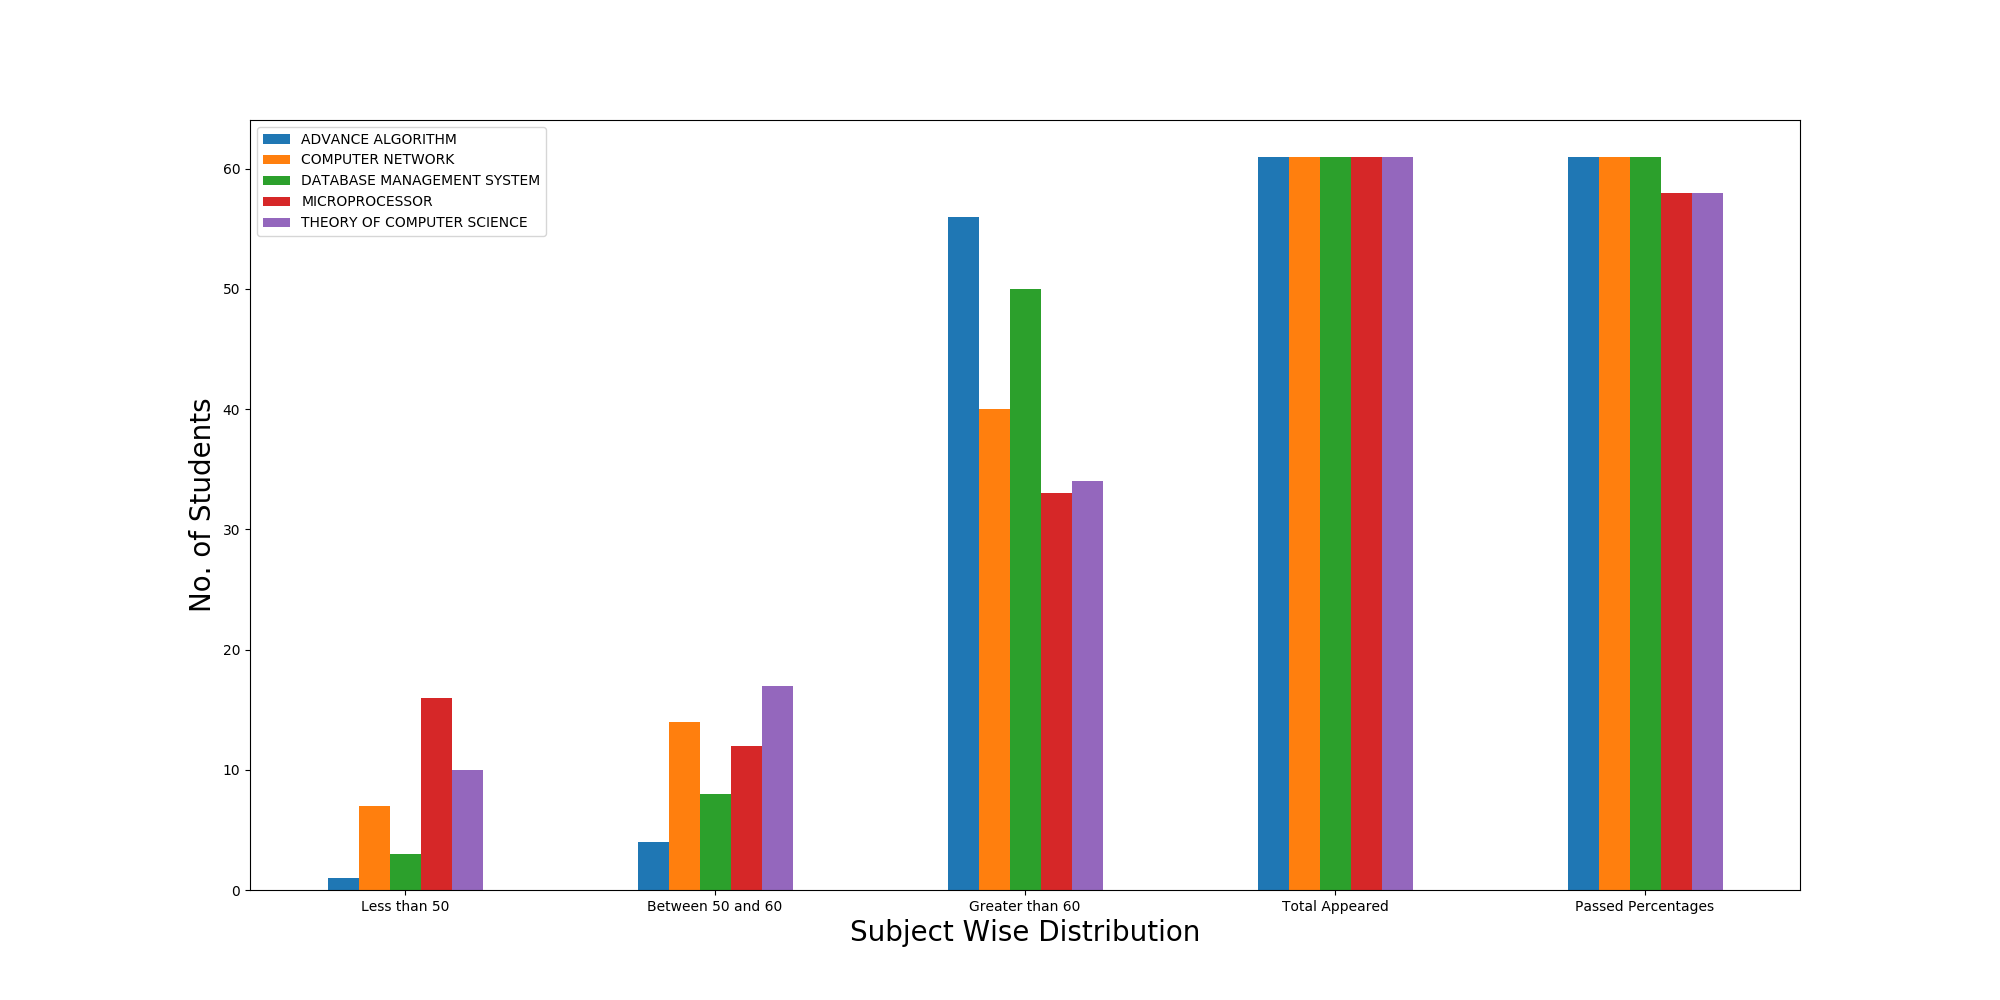 ADVANCE ALGORITHM
COMPUTER NETWORK
DATABASE MANAGEMENT SYSTEM
MICROPROCESSOR
THEORY OF COMPUTER SCIENCE
60
50
40
30
20
10
0
No. of Students
Less than 50 Between 50 and 60 Greater than 60 Total Appeared Passed Percentages
Subject Wise Distribution